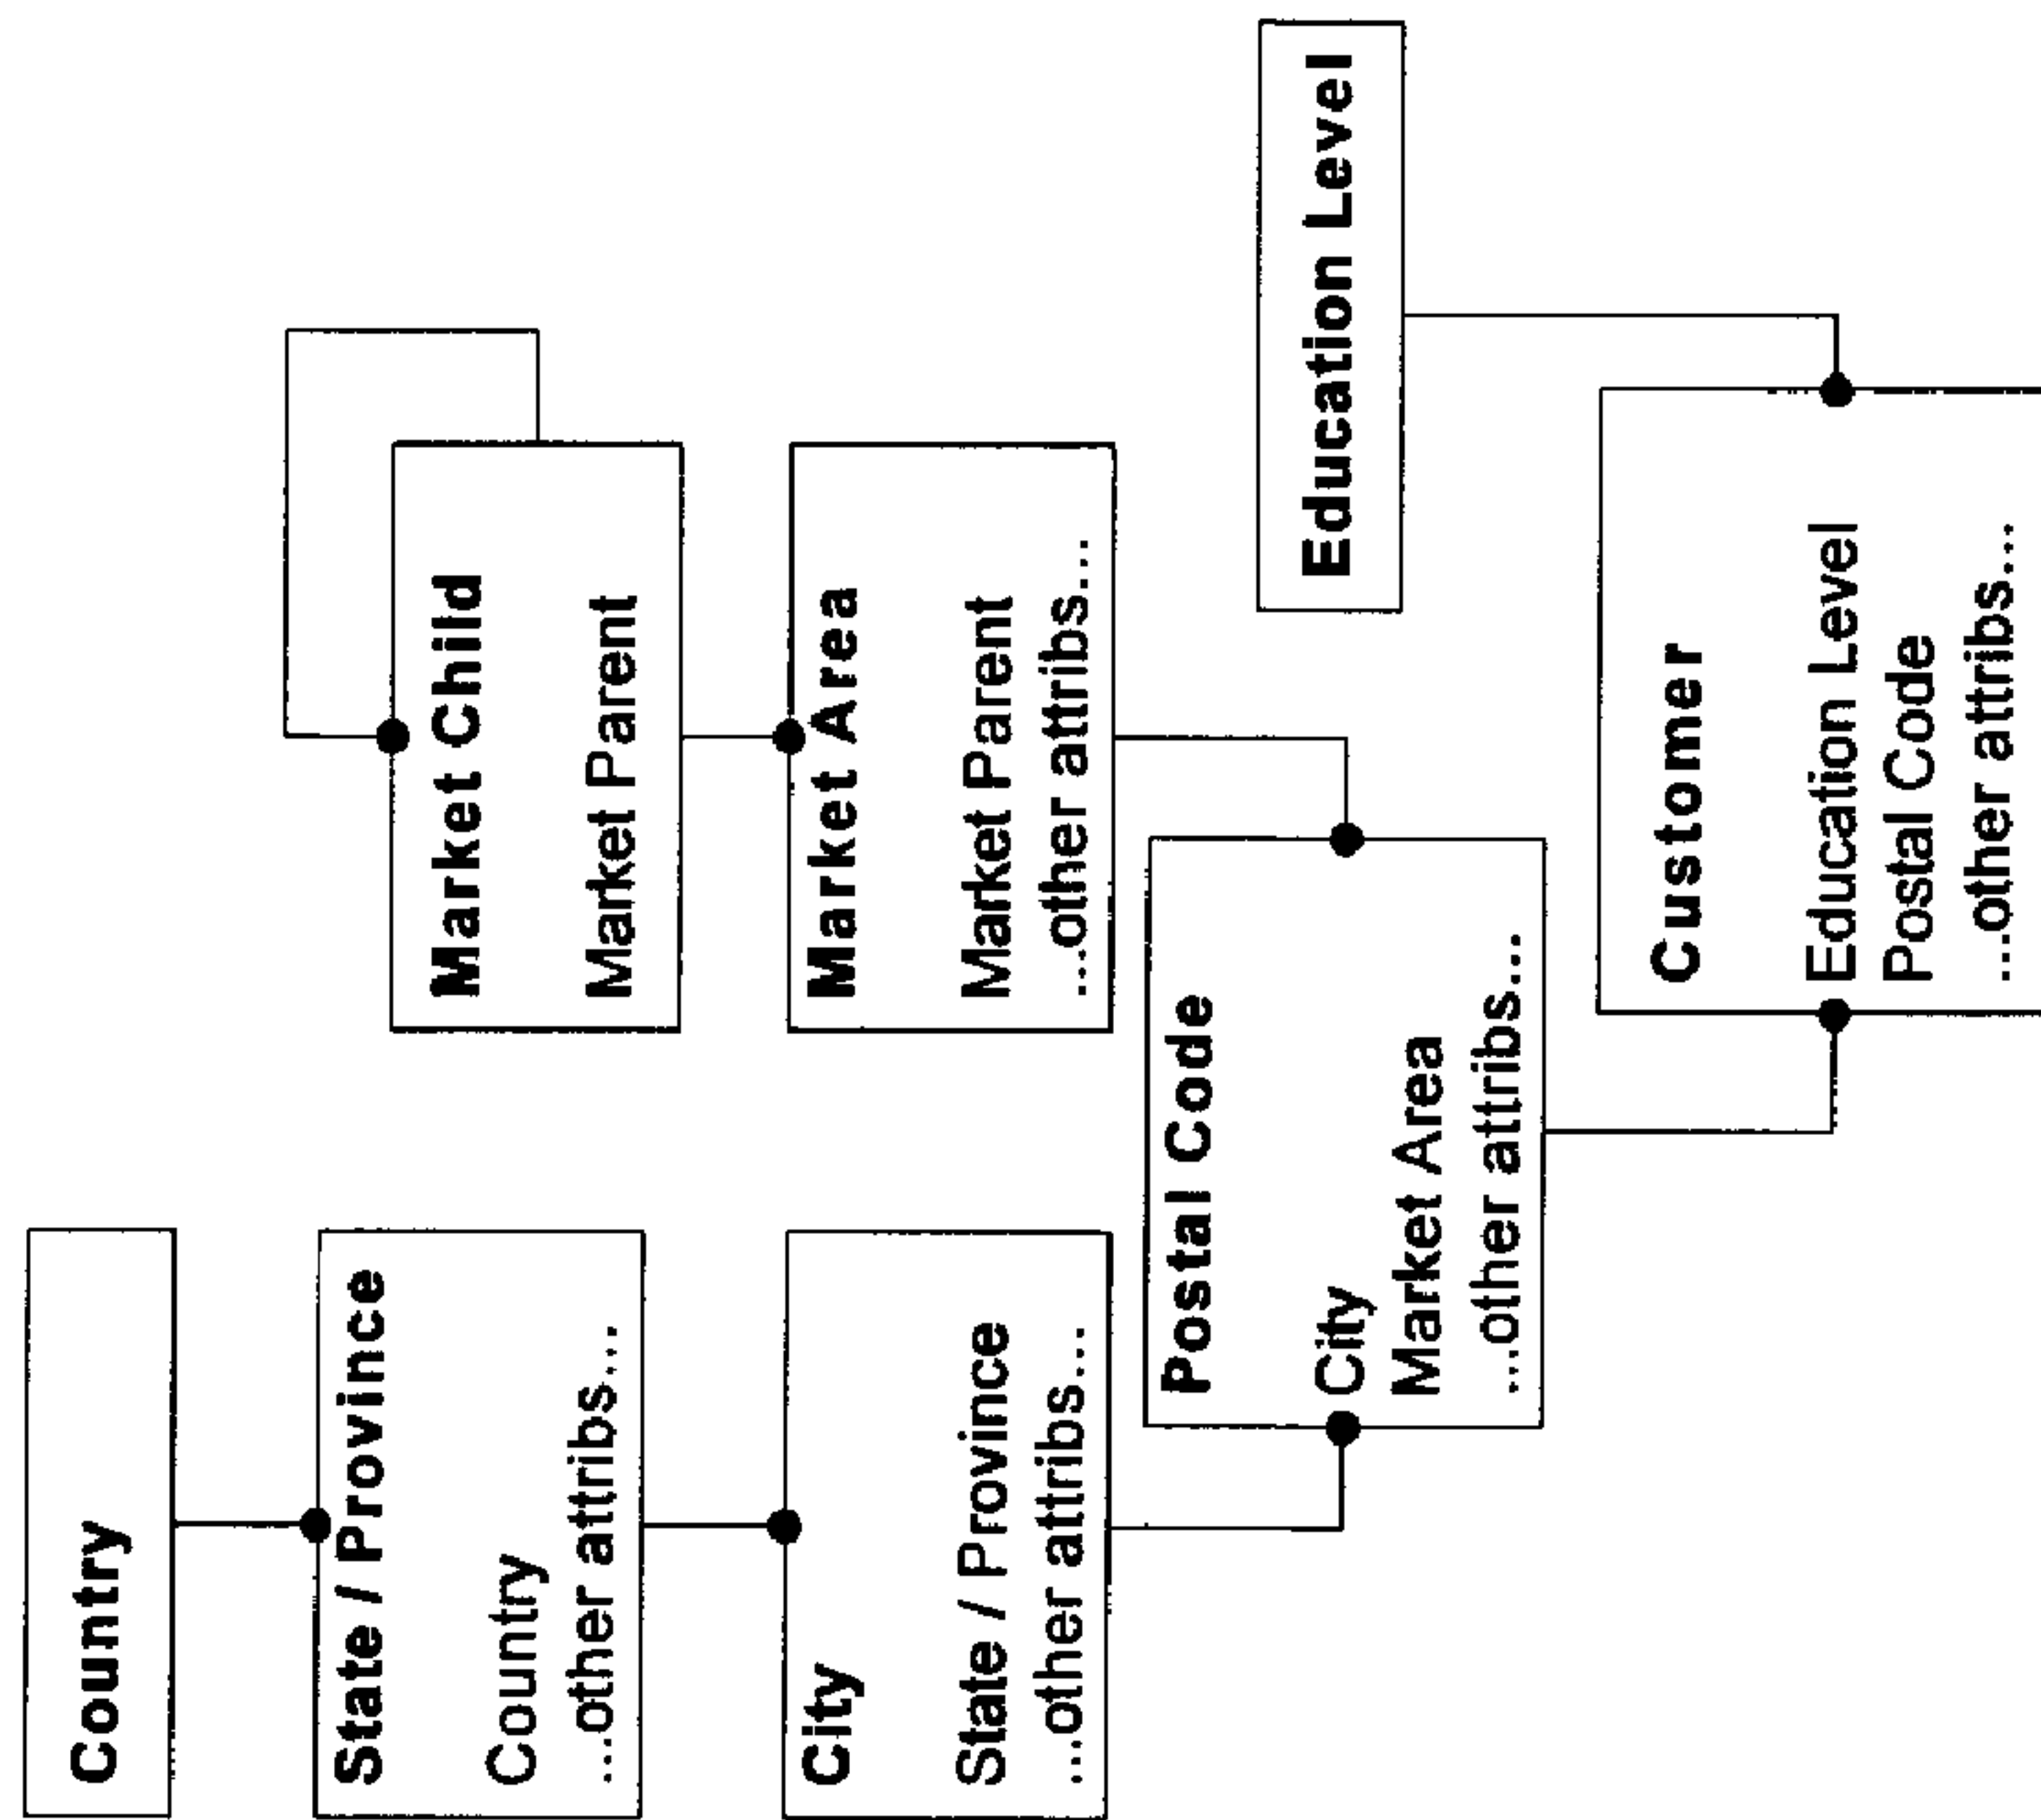 Country
State / Province
Country
...other attribs...
City
State / Province
...other attribs...
Market Child
Market Parent
Market Area
Market Parent
...other attribs...
Postal Code
City
Market Area
...other attribs...
Education Level
Customer
Education Level
Postal Code
...other attribs...